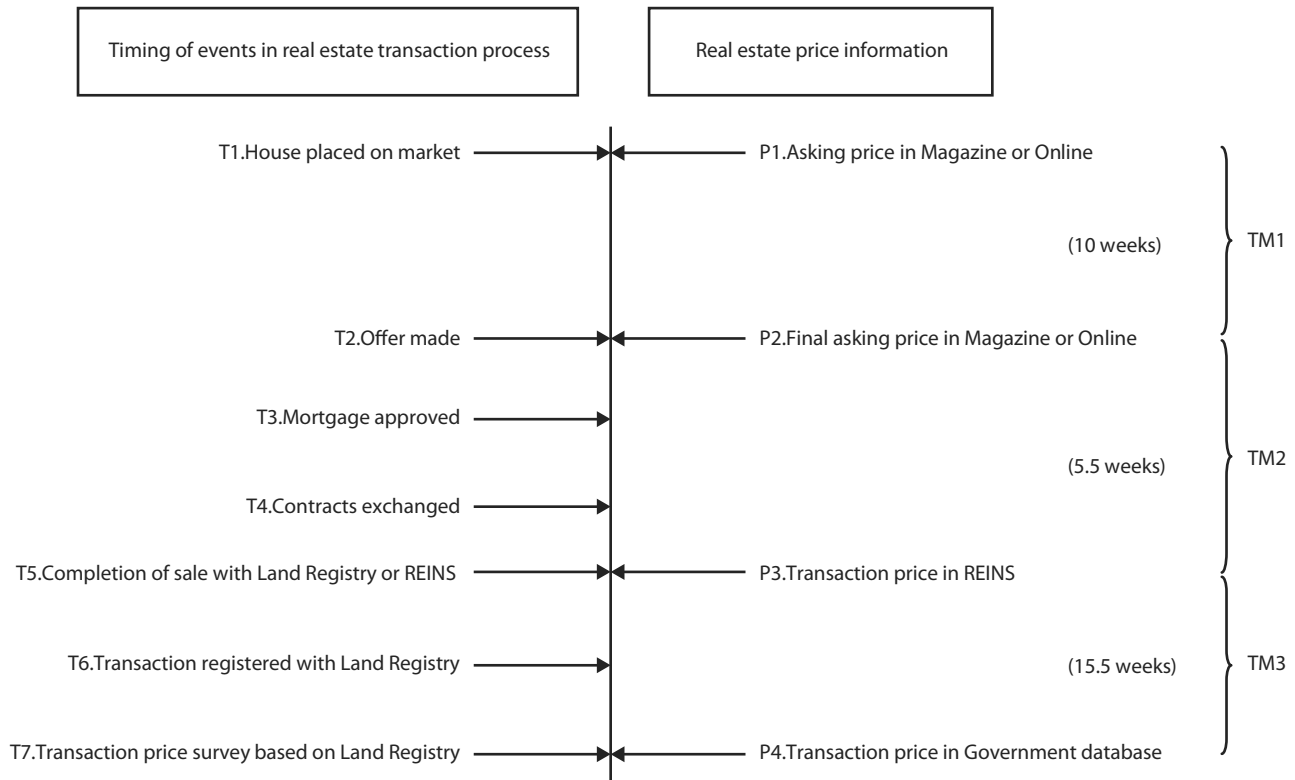 Timing of events in real estate transaction process
Real estate price information
T1.House placed on market
P1.Asking price in Magazine or Online
(10 weeks)
TM1
T2.Offer made
P2.Final asking price in Magazine or Online
T3.Mortgage approved
(5.5 weeks)
TM2
T4.Contracts exchanged
T5.Completion of sale with Land Registry or REINS
P3.Transaction price in REINS
T6.Transaction registered with Land Registry
(15.5 weeks)
TM3
T7.Transaction price survey based on Land Registry
P4.Transaction price in Government database